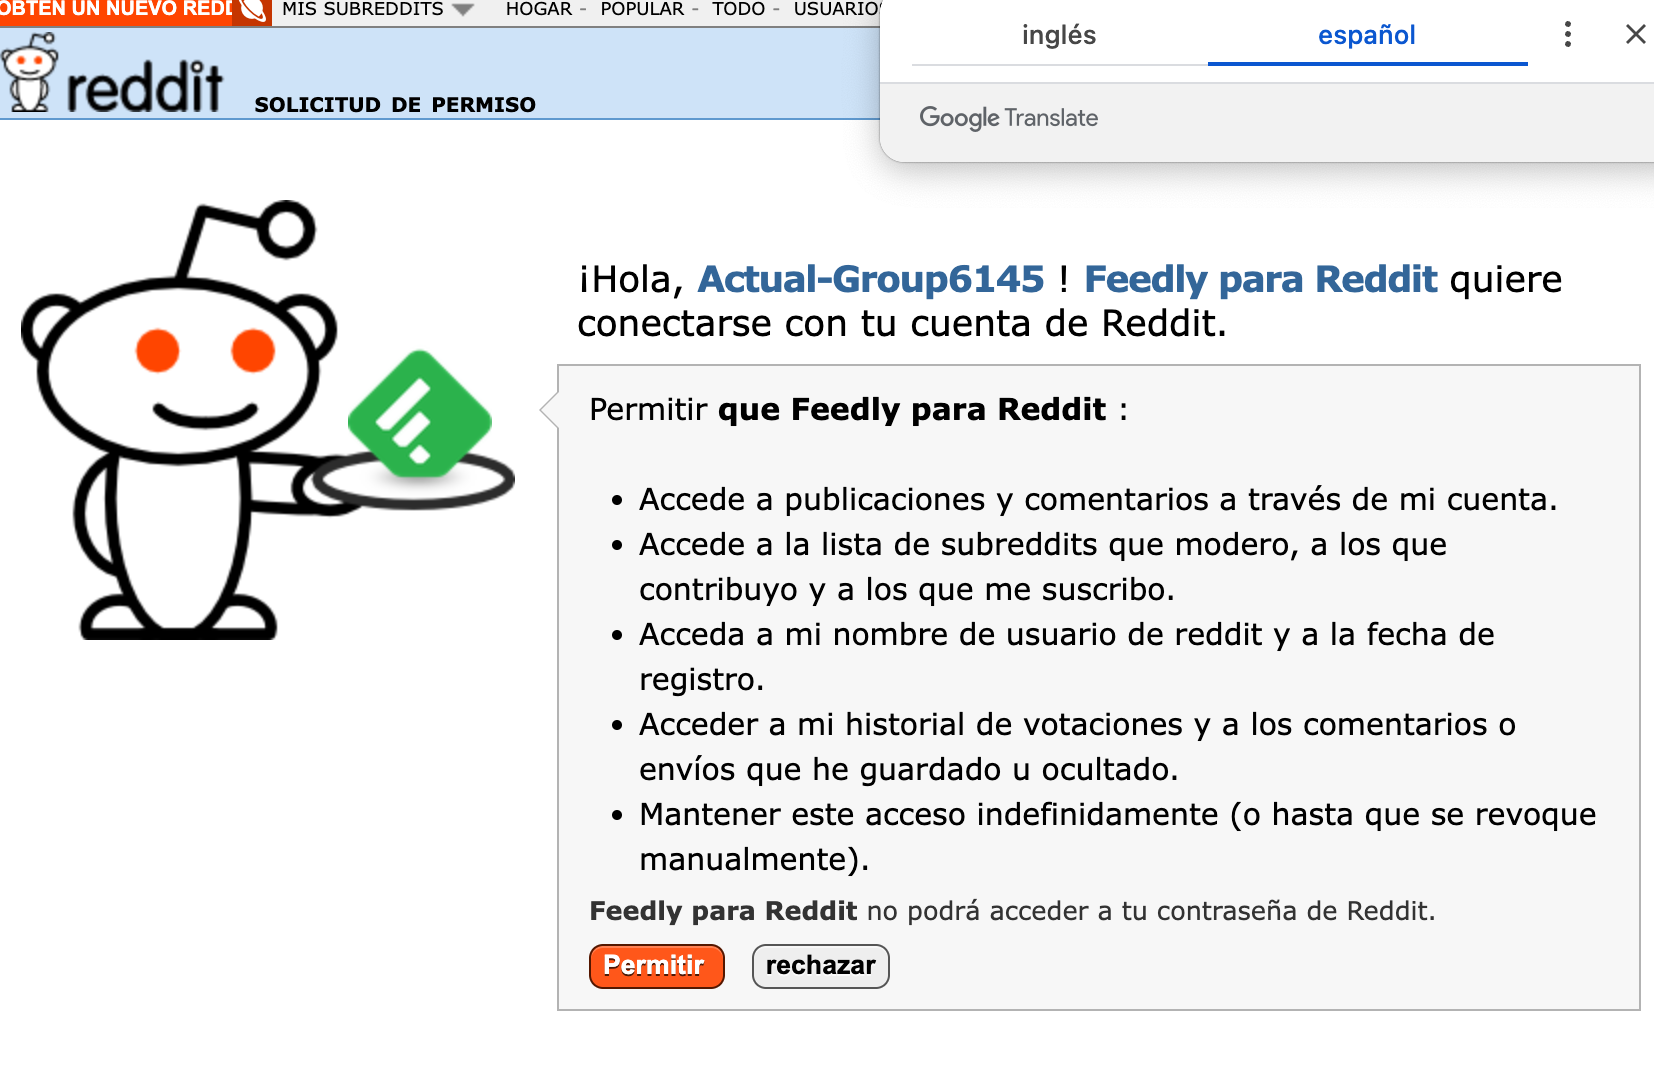 OBTÉN UN NUEVO REDD MIS SUBREDDITS HOGAR - POPULAR - TODO - USUARIOS
inglés español
reddit SOLICITUD DE PERMISO
Google Translate
¡Hola, Actual-Group6145 ! Feedly para Reddit quiere
conectarse con tu cuenta de Reddit.
Permitir que Feedly para Reddit :
• Accede a publicaciones y comentarios a través de mi cuenta.
• Accede a la lista de subreddits que modero, a los que
contribuyo y a los que me suscribo.
• Acceda a mi nombre de usuario de reddit y a la fecha de
registro.
• Acceder a mi historial de votaciones y a los comentarios o
envíos que he guardado u ocultado.
• Mantener este acceso indefinidamente (o hasta que se revoque
manualmente).
Feedly para Reddit no podrá acceder a tu contraseña de Reddit.
Permitir rechazar